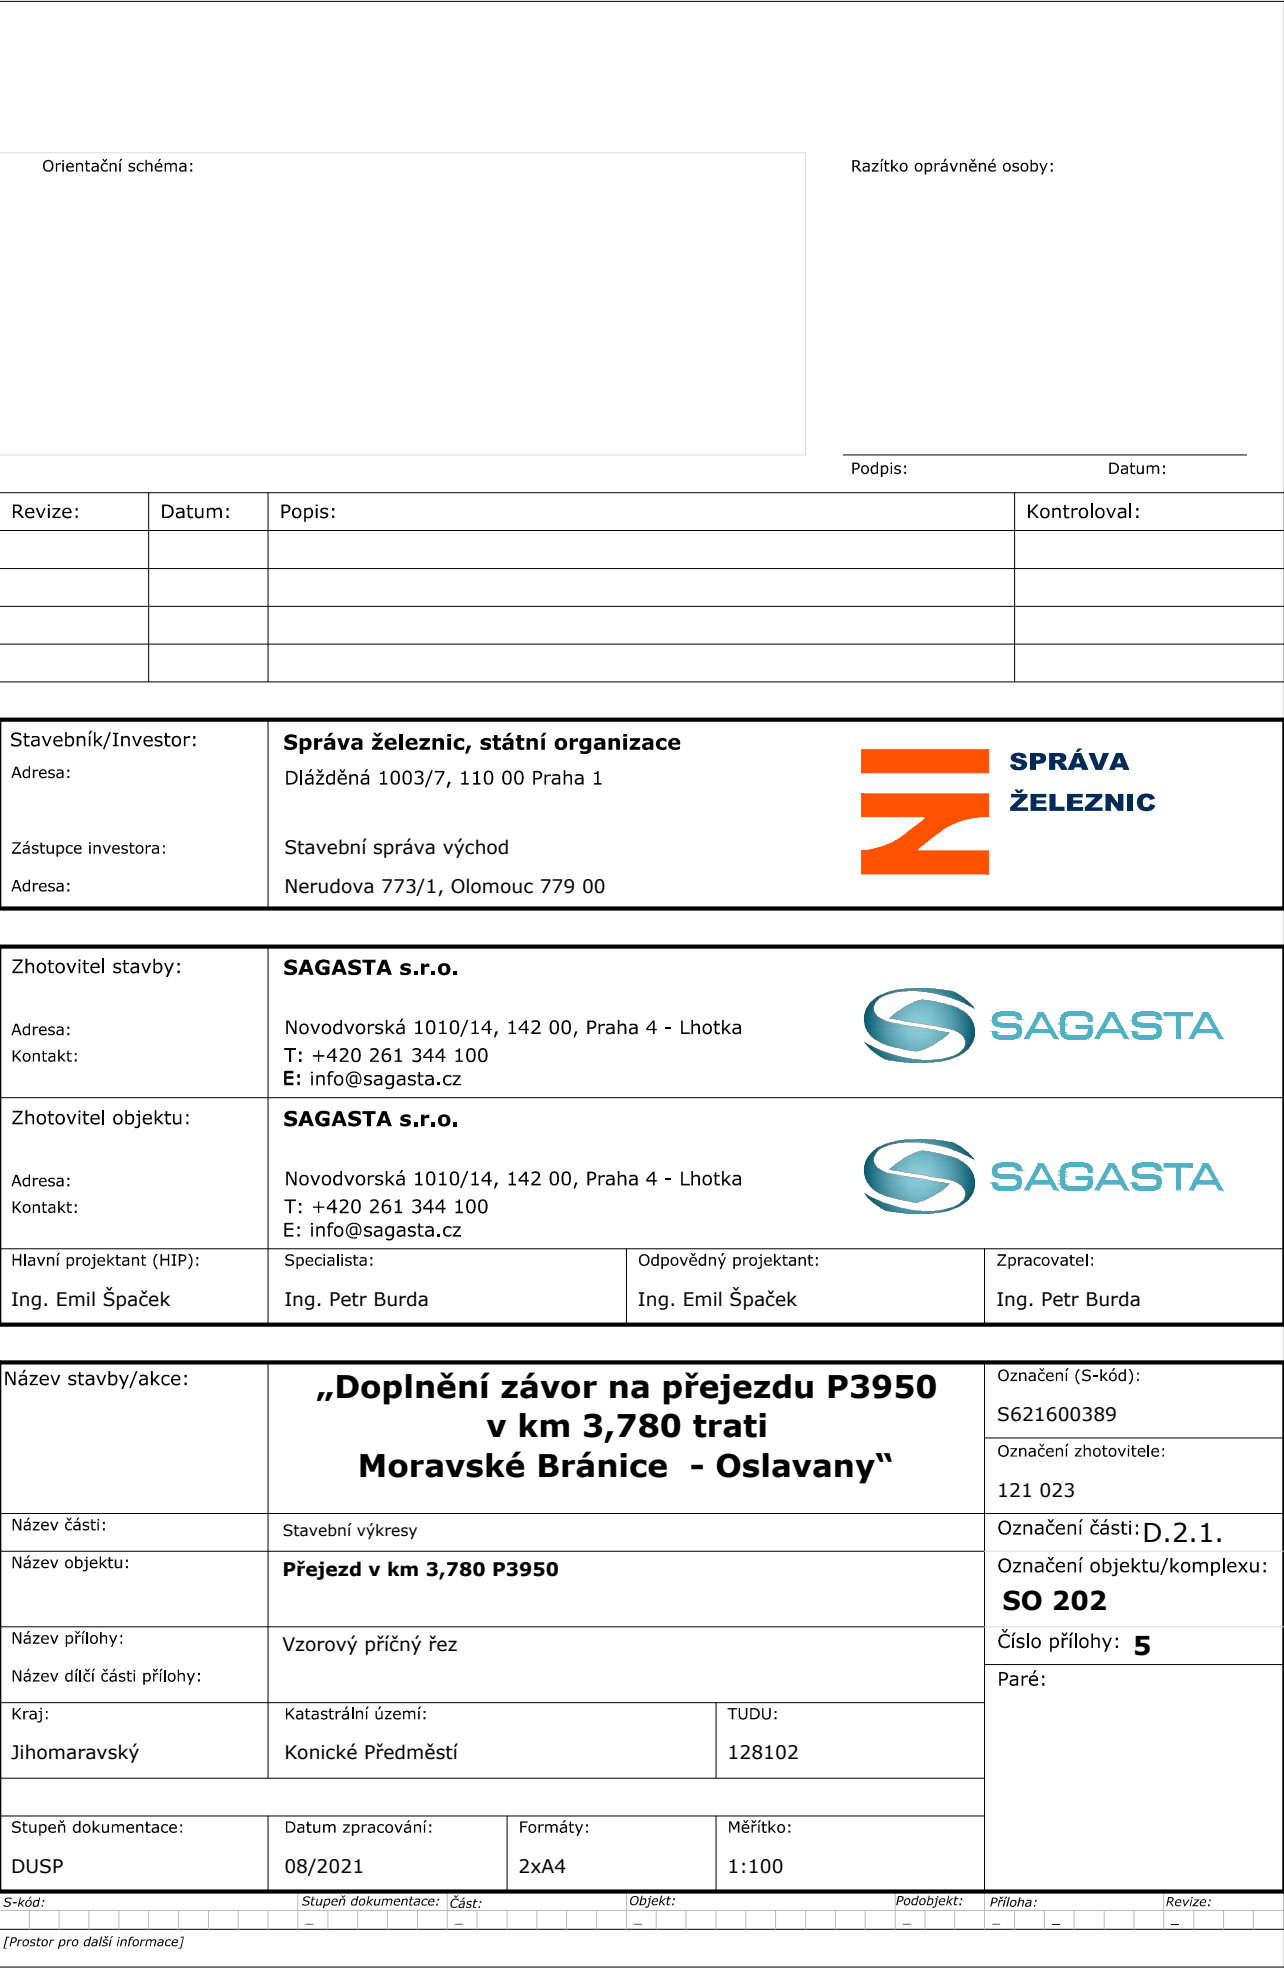 Orientační schéma:
Razítko oprávněné osoby:
Podpis: Datum:
Revize: Datum: Popis: Kontroloval:
Stavebník/Investor: Správa železnic, státní organizace
Adresa: Dlážděná 1003/7, 110 00 Praha 1
SPRÁVA
ŽELEZNIC
Zástupce investora: Stavební správa východ
Adresa: Nerudova 773/1, Olomouc 779 00
Zhotovitel stavby: SAGASTA s.r.o.
Adresa: Novodvorská 1010/14, 142 00, Praha 4 - Lhotka
Kontakt: T: +420 261 344 100
E: info@sagasta.cz
SAGASTA
Zhotovitel objektu: SAGASTA s.r.o.
Adresa: Novodvorská 1010/14, 142 00, Praha 4 - Lhotka
Kontakt: T: +420 261 344 100
E: info@sagasta.cz
SAGASTA
Hlavní projektant (HIP): Specialista: Odpovědný projektant: Zpracovatel:
Ing. Emil Špaček Ing. Petr Burda Ing. Emil Špaček Ing. Petr Burda
Název stavby/akce:
„Doplnění závor na přejezdu P3950
v km 3,780 trati
Moravské Bránice - Oslavany“
Označení (S-kód):
S621600389
Označení zhotovitele:
121 023
Název části: Stavební výkresy
Označení části: D.2.1.
Název objektu: Přejezd v km 3,780 P3950
Označení objektu/komplexu:
SO 202
Název přílohy: Vzorový příčný řez
Číslo přílohy: 5
Název dílčí části přílohy:
Paré:
Kraj: Katastrální území: TUDU:
Jihomaravský Konické Předměstí 128102
Stupeň dokumentace: Datum zpracování: Formáty: Měřítko:
DUSP 08/2021 2xA4 1:100
S-kód: Stupeň dokumentace: Část: Objekt: Podobjekt: Příloha: Revize:
_ _ _ _ _ _ _
[Prostor pro další informace]